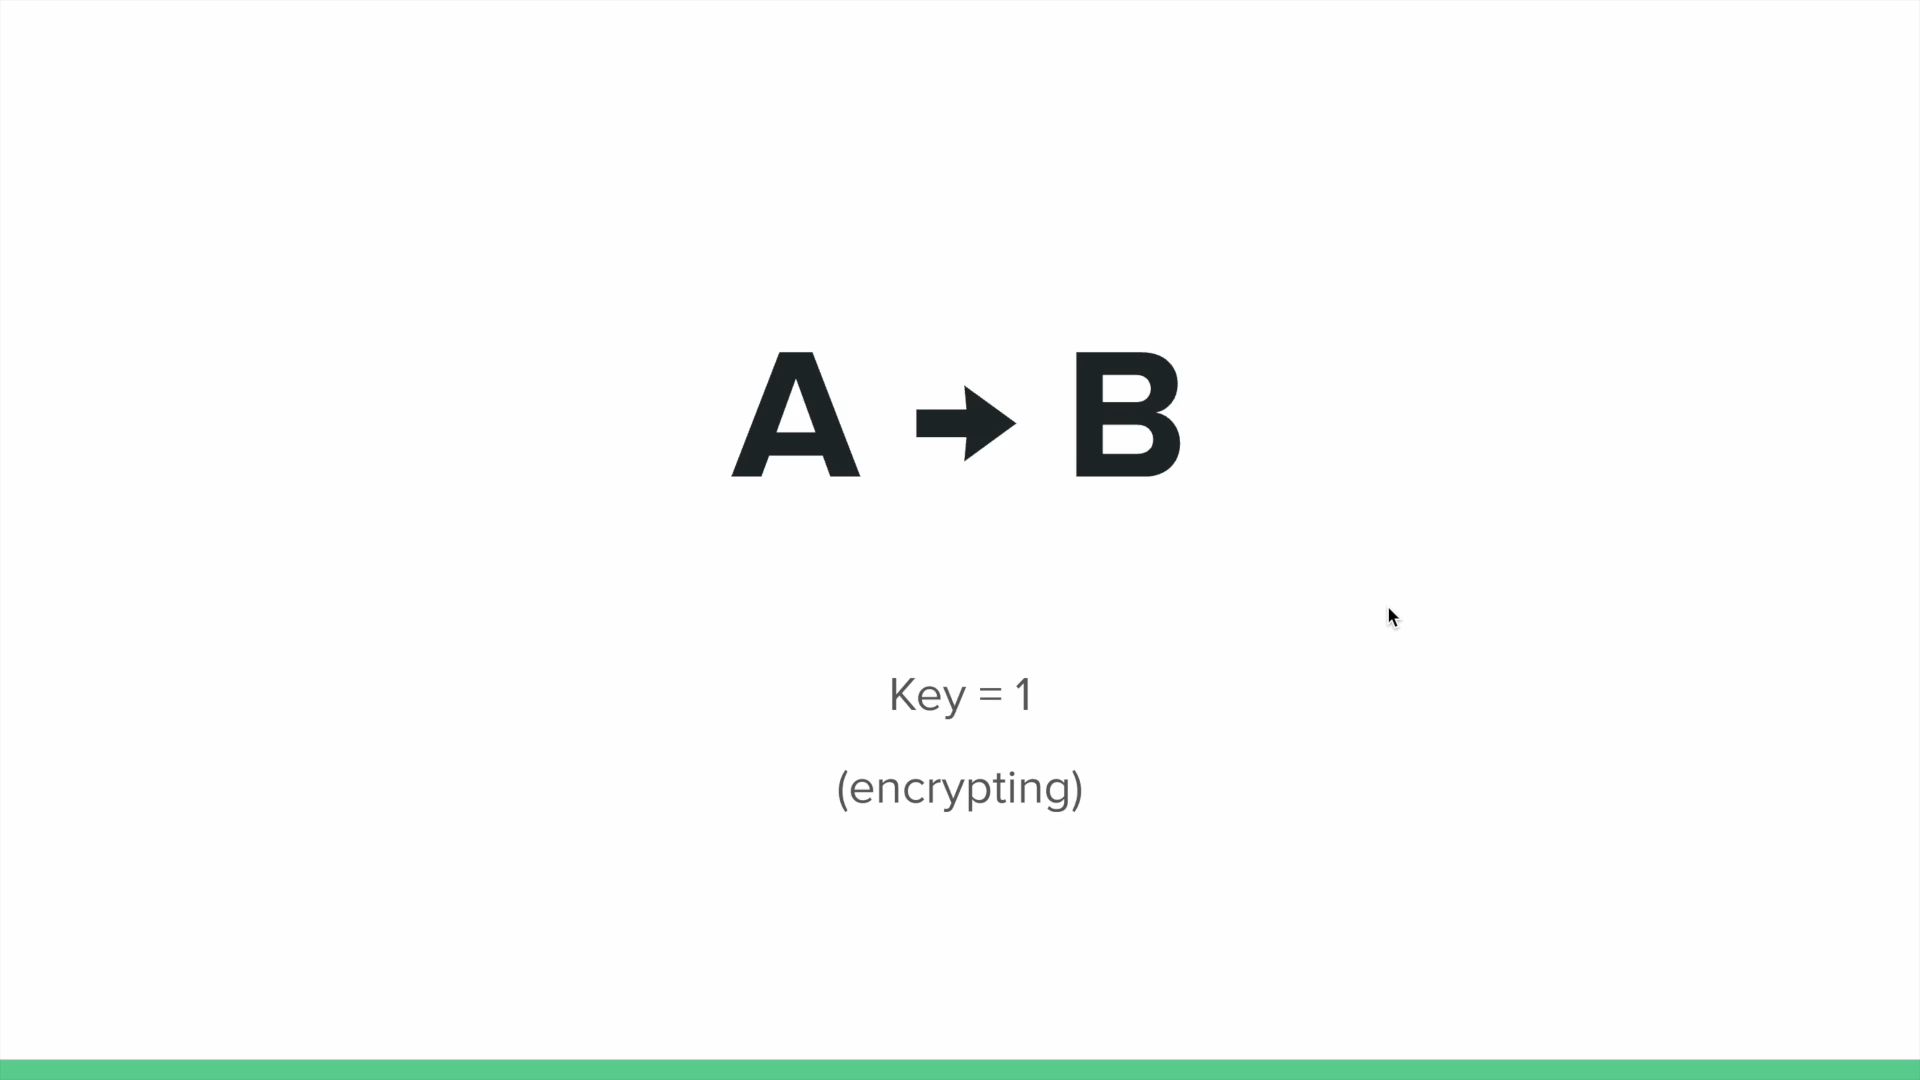 A → B
Key = 1
(encrypting)